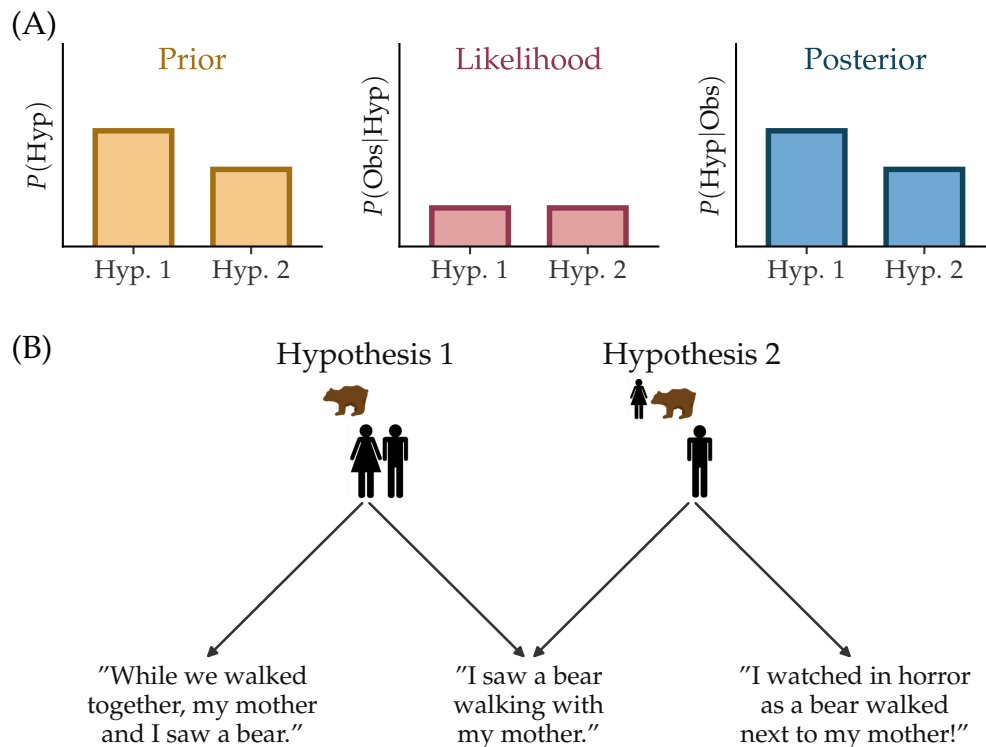 (A)
Prior
P(Hyp)
Hyp. 1
Hyp. 2
Likelihood
P(Obs|Hyp)
Hyp. 1
Hyp. 2
Posterior
P(Hyp|Obs)
Hyp. 1
Hyp. 2
(B)
Hypothesis 1
Hypothesis 2
”While we walked
together, my mother
and I saw a bear.”
”I saw a bear
walking with
my mother.”
”I watched in horror
as a bear walked
next to my mother!”